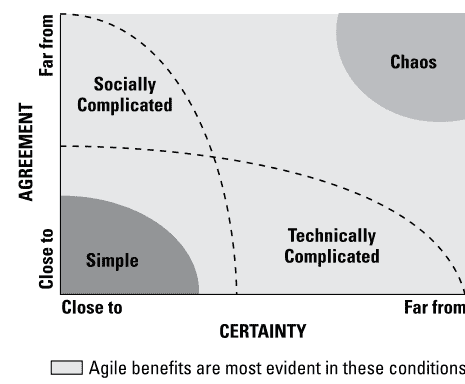 Far from
AGREEMENT
Close to
Socially
Complicated
Chaos
Simple
Technically
Complicated
Close to
Far from
CERTAINTY
Agile benefits are most evident in these conditions